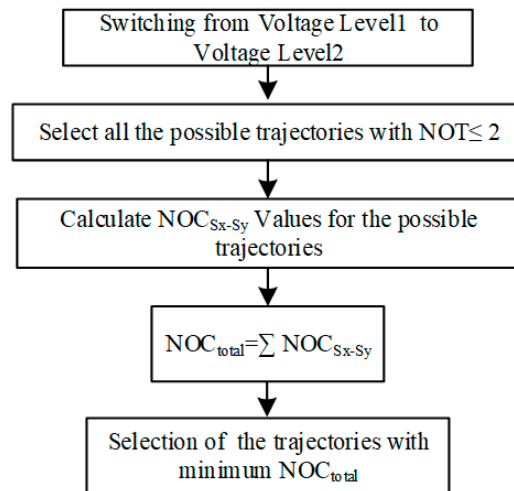 Switching from Voltage Level1 to
Voltage Level2
Select all the possible trajectories with NOT≤ 2
Calculate NOCSx-Sy Values for the possible
trajectories
NOCtotal=∑ NOCSx-Sy
Selection of the trajectories with
minimum NOCtotal